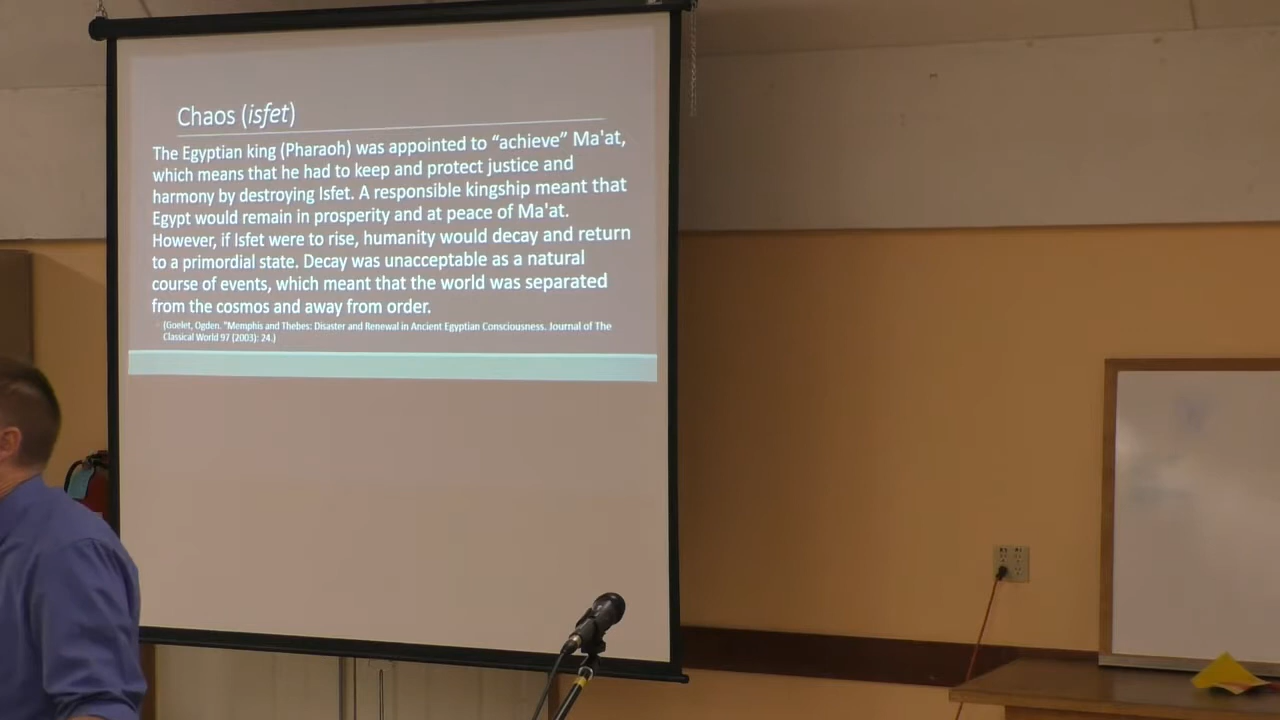 Chaos (isfet)
The Egyptian king (Pharaoh) was appointed to “achieve” Ma'at,
which means that he had to keep and protect justice and
harmony by destroying Isfet. A responsible kingship meant that
Egypt would remain in prosperity and at peace of Ma'at.
However, if Isfet were to rise, humanity would decay and return
to a primordial state. Decay was unacceptable as a natural
course of events, which meant that the world was separated
from the cosmos and away from order.
(Goelet, Ogden. "Memphis and Thebes: Disaster and Renewal in Ancient Egyptian Consciousness. Journal of The
Classical World 97 (2003): 24.)